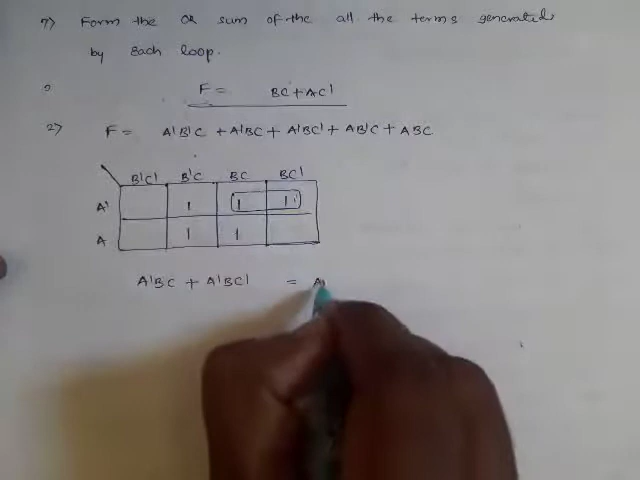 7) Form the OR sum of the all the terms generated
by each loop.
F = BC + AC'
2) F = A'B'C + A'BC + A'BC' + AB'C + ABC
B'C' B'C BC BC'
A' 1 1 1
A 1 1
A'BC + A'BC' = A'